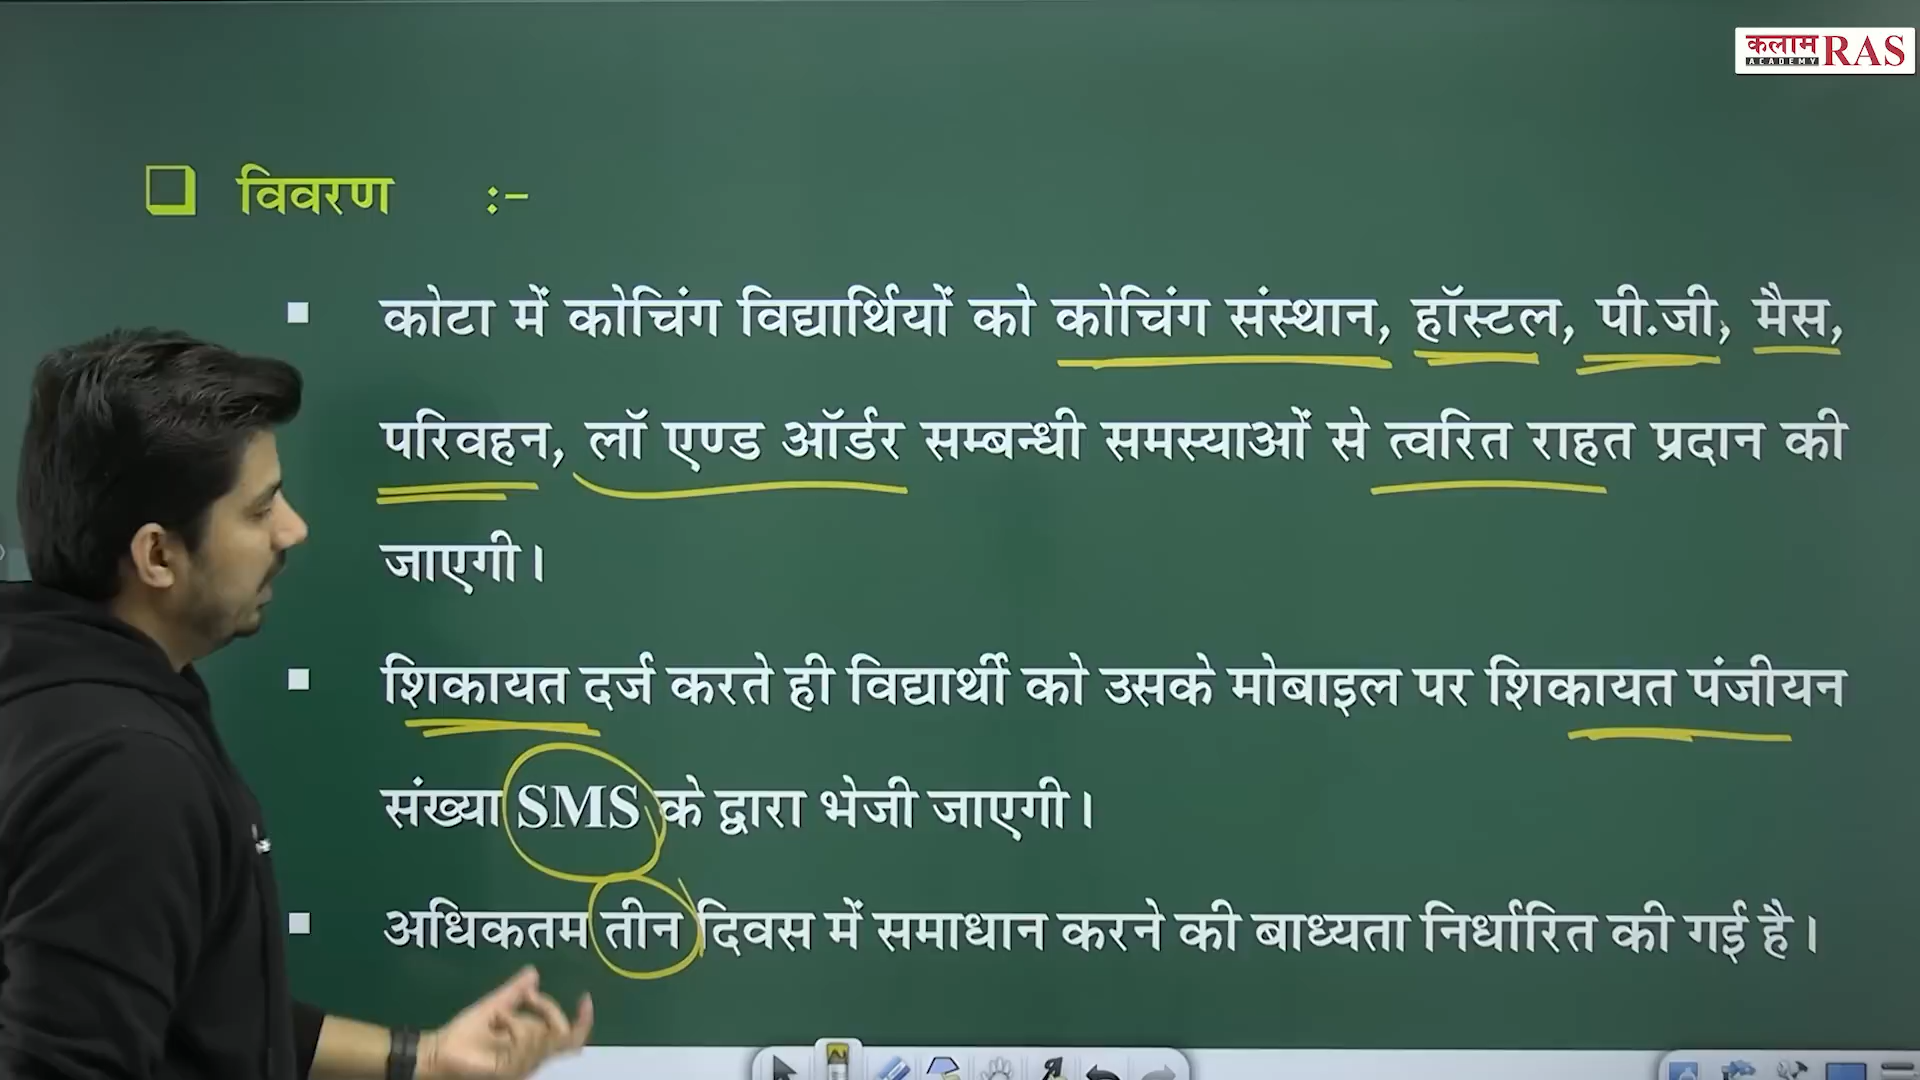 कलाम RAS
ACADEMY
विवरण :-
कोटा में कोचिंग विद्यार्थियों को कोचिंग संस्थान, हॉस्टल, पी.जी, मैस,
परिवहन, लॉ एण्ड ऑर्डर सम्बन्धी समस्याओं से त्वरित राहत प्रदान की
जाएगी।
शिकायत दर्ज करते ही विद्यार्थी को उसके मोबाइल पर शिकायत पंजीयन
संख्या SMS के द्वारा भेजी जाएगी।
अधिकतम तीन दिवस में समाधान करने की बाध्यता निर्धारित की गई है।